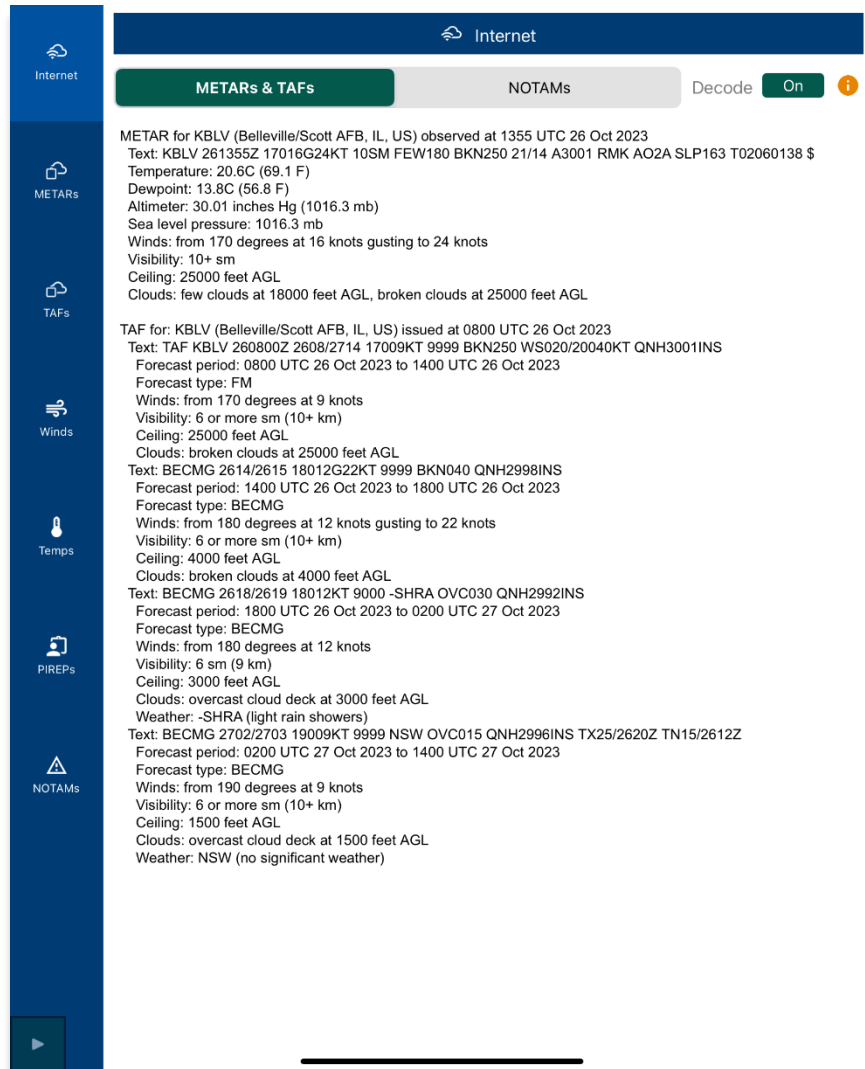 Internet
Internet
METARs & TAFs
NOTAMs
Decode
On
METARs
TAFs
Winds
Temps
PIREPs
NOTAMs
METAR for KBLV (Belleville/Scott AFB, IL, US) observed at 1355 UTC 26 Oct 2023
Text: KBLV 261355Z 17016G24KT 10SM FEW180 BKN250 21/14 A3001 RMK AO2A SLP163 T02060138 $
Temperature: 20.6C (69.1 F)
Dewpoint: 13.8C (56.8 F)
Altimeter: 30.01 inches Hg (1016.3 mb)
Sea level pressure: 1016.3 mb
Winds: from 170 degrees at 16 knots gusting to 24 knots
Visibility: 10+ sm
Ceiling: 25000 feet AGL
Clouds: few clouds at 18000 feet AGL, broken clouds at 25000 feet AGL
TAF for: KBLV (Belleville/Scott AFB, IL, US) issued at 0800 UTC 26 Oct 2023
Text: TAF KBLV 260800Z 2608/2714 17009KT 9999 BKN250 WS020/20040KT QNH3001INS
Forecast period: 0800 UTC 26 Oct 2023 to 1400 UTC 26 Oct 2023
Forecast type: FM
Winds: from 170 degrees at 9 knots
Visibility: 6 or more sm (10+ km)
Ceiling: 25000 feet AGL
Clouds: broken clouds at 25000 feet AGL
Text: BECMG 2614/2615 18012G22KT 9999 BKN040 QNH2998INS
Forecast period: 1400 UTC 26 Oct 2023 to 1800 UTC 26 Oct 2023
Forecast type: BECMG
Winds: from 180 degrees at 12 knots gusting to 22 knots
Visibility: 6 or more sm (10+ km)
Ceiling: 4000 feet AGL
Clouds: broken clouds at 4000 feet AGL
Text: BECMG 2618/2619 18012KT 9000 -SHRA OVC030 QNH2992INS
Forecast period: 1800 UTC 26 Oct 2023 to 0200 UTC 27 Oct 2023
Forecast type: BECMG
Winds: from 180 degrees at 12 knots
Visibility: 6 sm (9 km)
Ceiling: 3000 feet AGL
Clouds: overcast cloud deck at 3000 feet AGL
Weather: -SHRA (light rain showers)
Text: BECMG 2702/2703 19009KT 9999 NSW OVC015 QNH2996INS TX25/2620Z TN15/2612Z
Forecast period: 0200 UTC 27 Oct 2023 to 1400 UTC 27 Oct 2023
Forecast type: BECMG
Winds: from 190 degrees at 9 knots
Visibility: 6 or more sm (10+ km)
Ceiling: 1500 feet AGL
Clouds: overcast cloud deck at 1500 feet AGL
Weather: NSW (no significant weather)